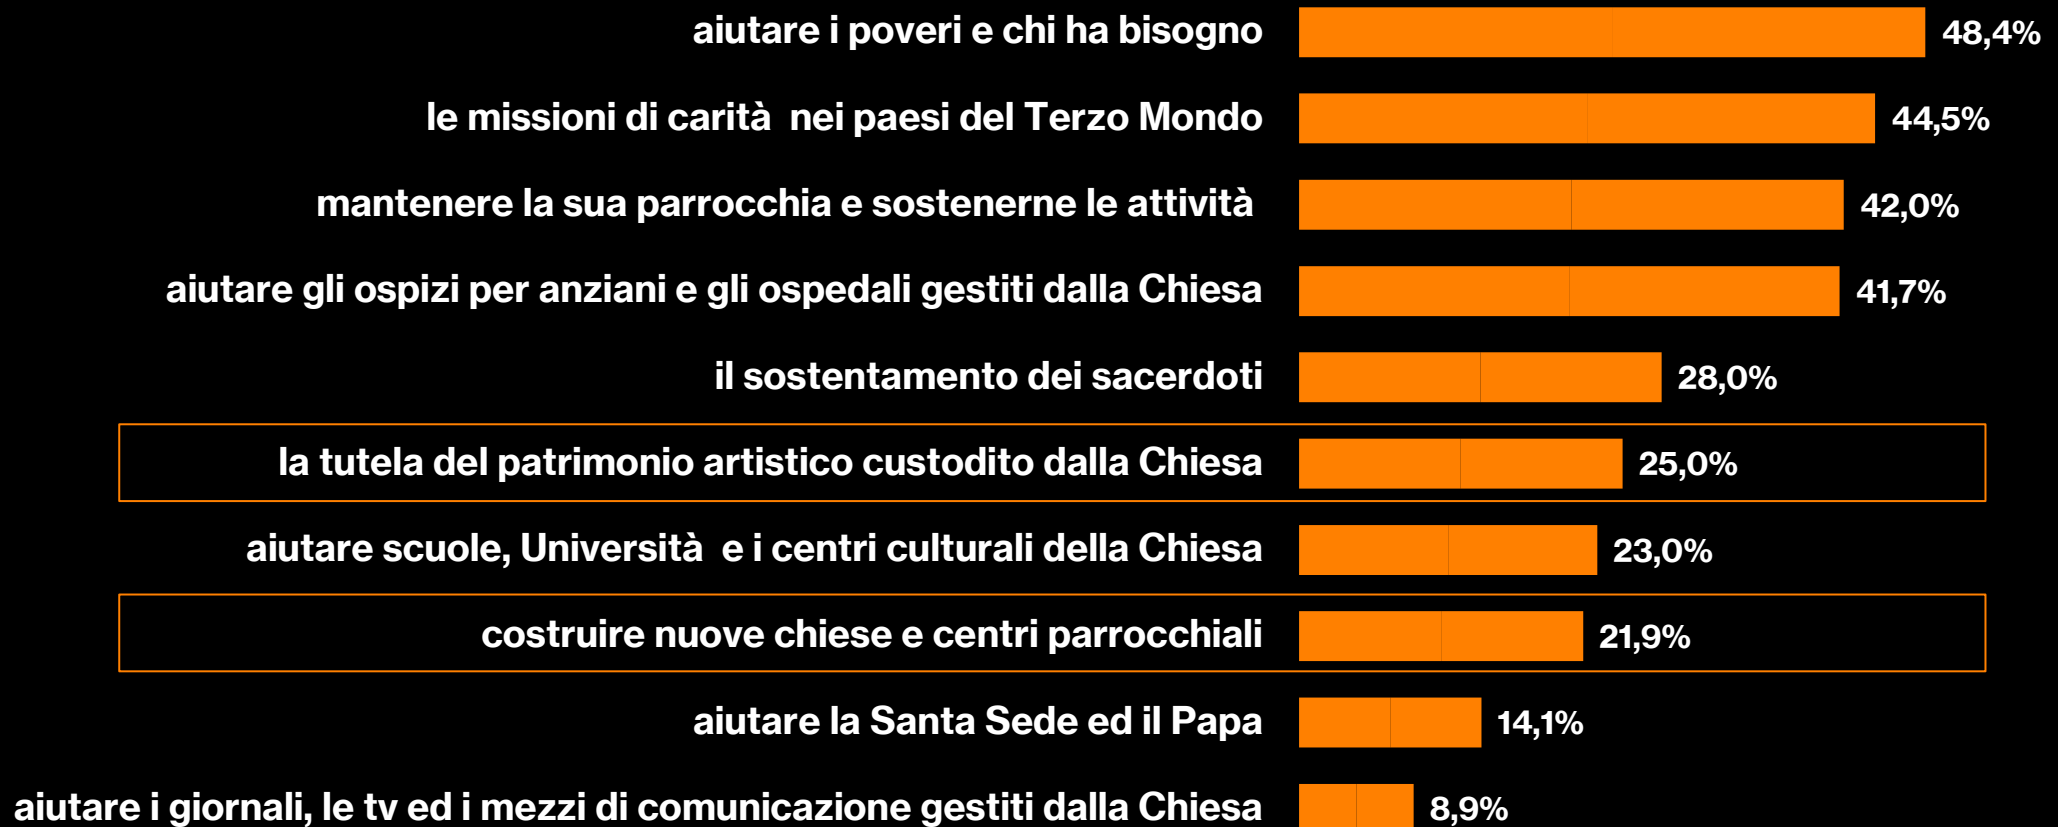 aiutare i poveri e chi ha bisogno 48,4%
le missioni di carità nei paesi del Terzo Mondo 44,5%
mantenere la sua parrocchia e sostenerne le attività 42,0%
aiutare gli ospizi per anziani e gli ospedali gestiti dalla Chiesa 41,7%
il sostentamento dei sacerdoti 28,0%
la tutela del patrimonio artistico custodito dalla Chiesa 25,0%
aiutare scuole, Università e i centri culturali della Chiesa 23,0%
costruire nuove chiese e centri parrocchiali 21,9%
aiutare la Santa Sede ed il Papa 14,1%
aiutare i giornali, le tv ed i mezzi di comunicazione gestiti dalla Chiesa 8,9%